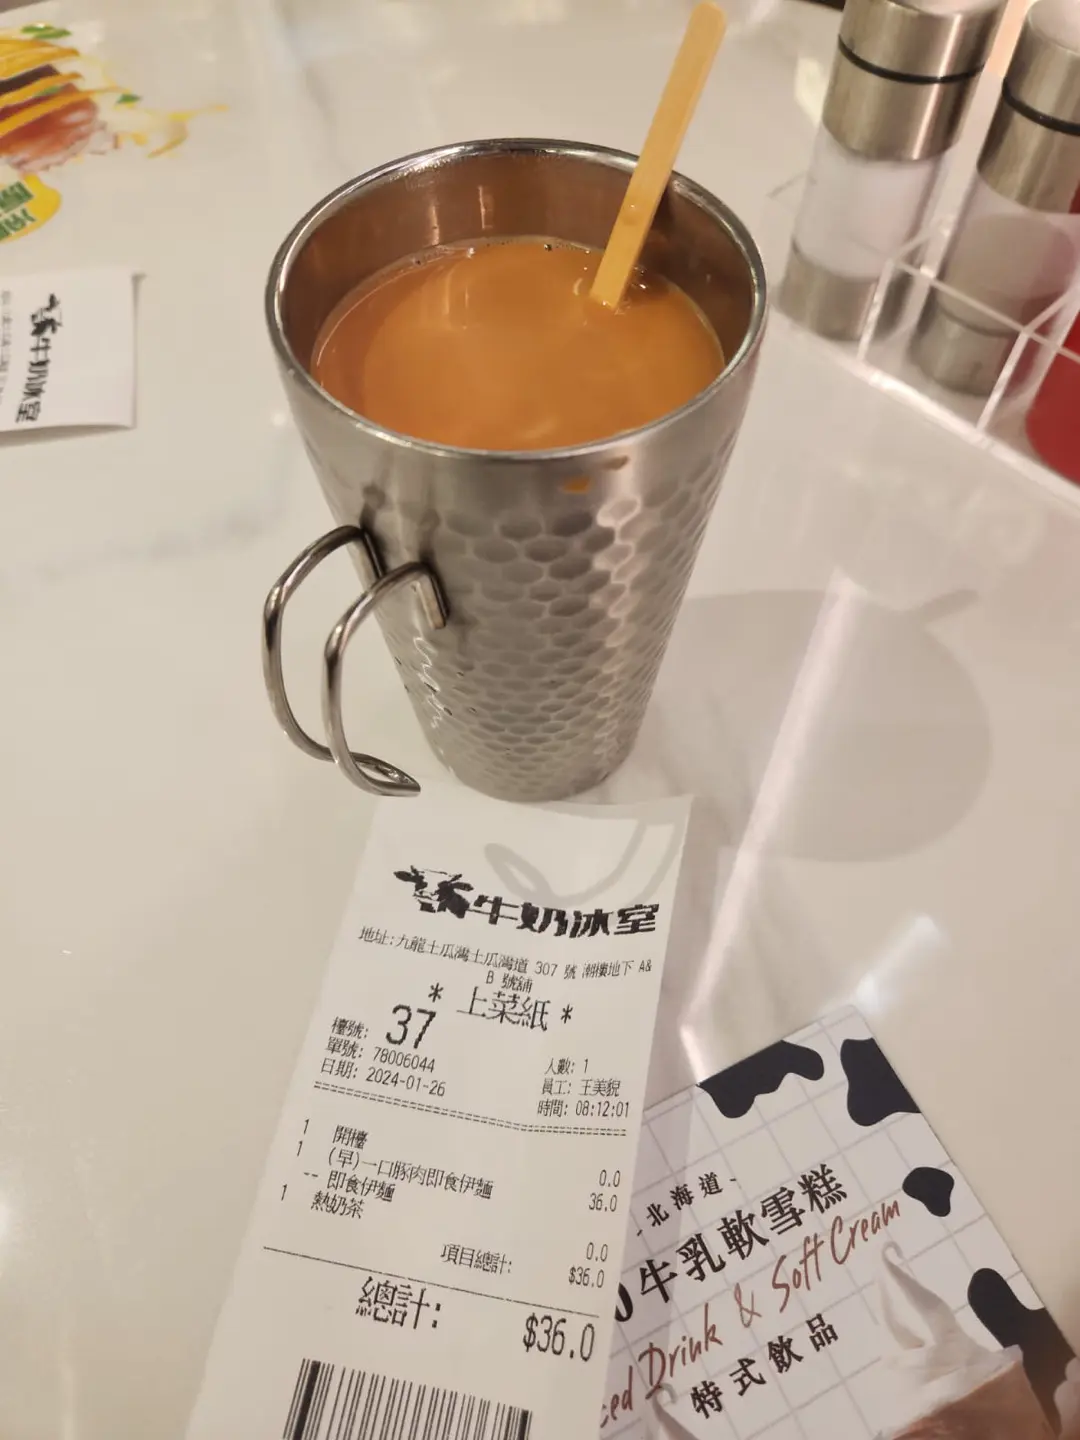 牛奶冰室
牛奶冰室
地址:九龍土瓜灣土瓜灣道 307 號 潮樓地下 A&
B 號舖
* 上菜紙 *
檯號: 37
單號: 78006044
人數: 1
日期: 2024-01-26
員工: 王美貌
時間: 08:12:01
1 開檯 0.0
1 (早)一口豚肉即食伊麵 36.0
-- 即食伊麵
1 熱奶茶 0.0
項目總計: $36.0
總計: $36.0
-北海道-
牛乳軟雪糕
Drink & Soft Cream
特式飲品